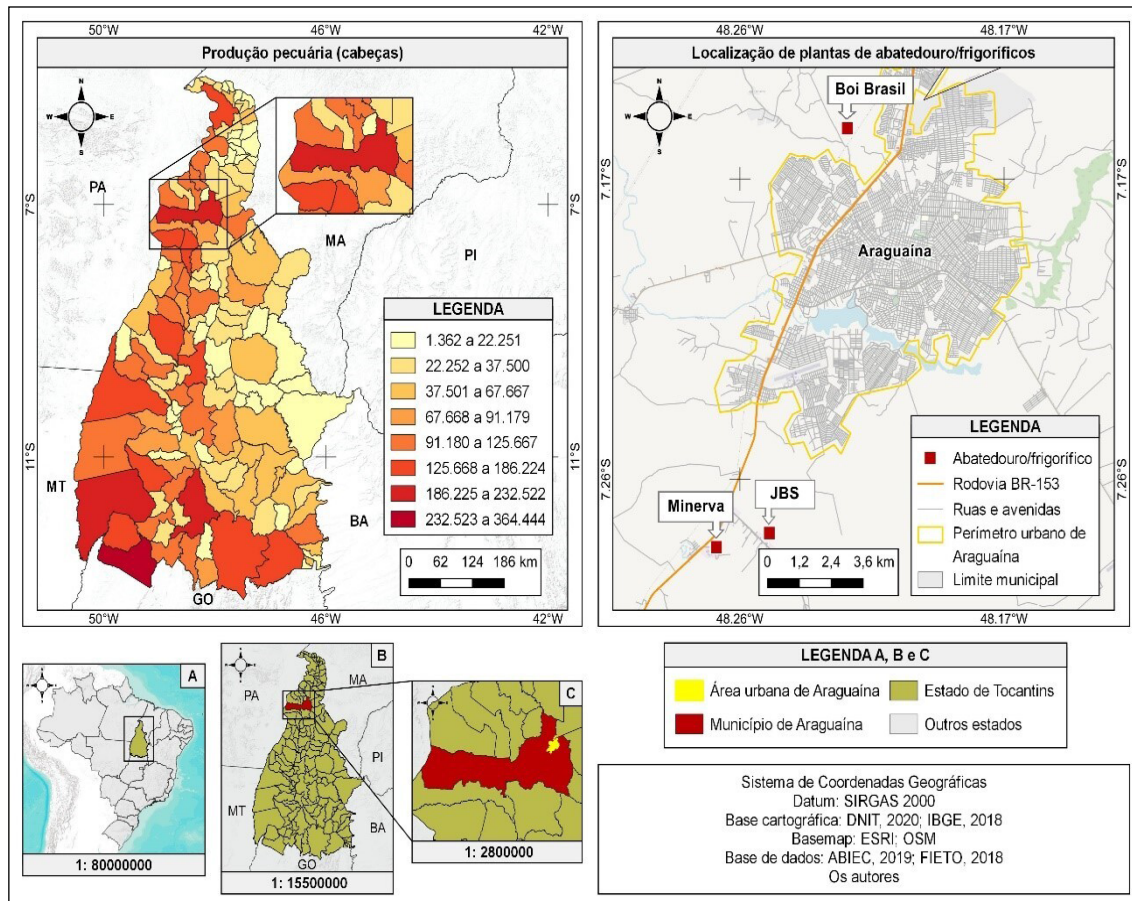 50°W
46°W
42°W
Produção pecuária (cabeças)
N
W
E
S
PA
7°S
MA
PI
LEGENDA
1.362 a 22.251
22.252 a 37.500
37.501 a 67.667
67.668 a 91.179
91.180 a 125.667
125.668 a 186.224
186.225 a 232.522
232.523 a 364.444
11°S
MT
BA
0 62 124 186 km
GO
50°W
46°W
42°W
48.26°W
48.17°W
Localização de plantas de abatedouro/frigoríficos
N
W
E
S
Boi Brasil
7.17°S
7.17°S
Araguaína
LEGENDA
Abatedouro/frigorífico
Rodovia BR-153
Ruas e avenidas
Perímetro urbano de
Araguaína
Limite municipal
7.26°S
7.26°S
Minerva
JBS
0 1,2 2,4 3,6 km
48.26°W
48.17°W
A
1: 80000000
B
PA
MA
PI
MT
BA
GO
1: 15500000
C
1: 2800000
LEGENDA A, B e C
Área urbana de Araguaína
Estado de Tocantins
Município de Araguaína
Outros estados
Sistema de Coordenadas Geográficas
Datum: SIRGAS 2000
Base cartográfica: DNIT, 2020; IBGE, 2018
Basemap: ESRI; OSM
Base de dados: ABIEC, 2019; FIETO, 2018
Os autores